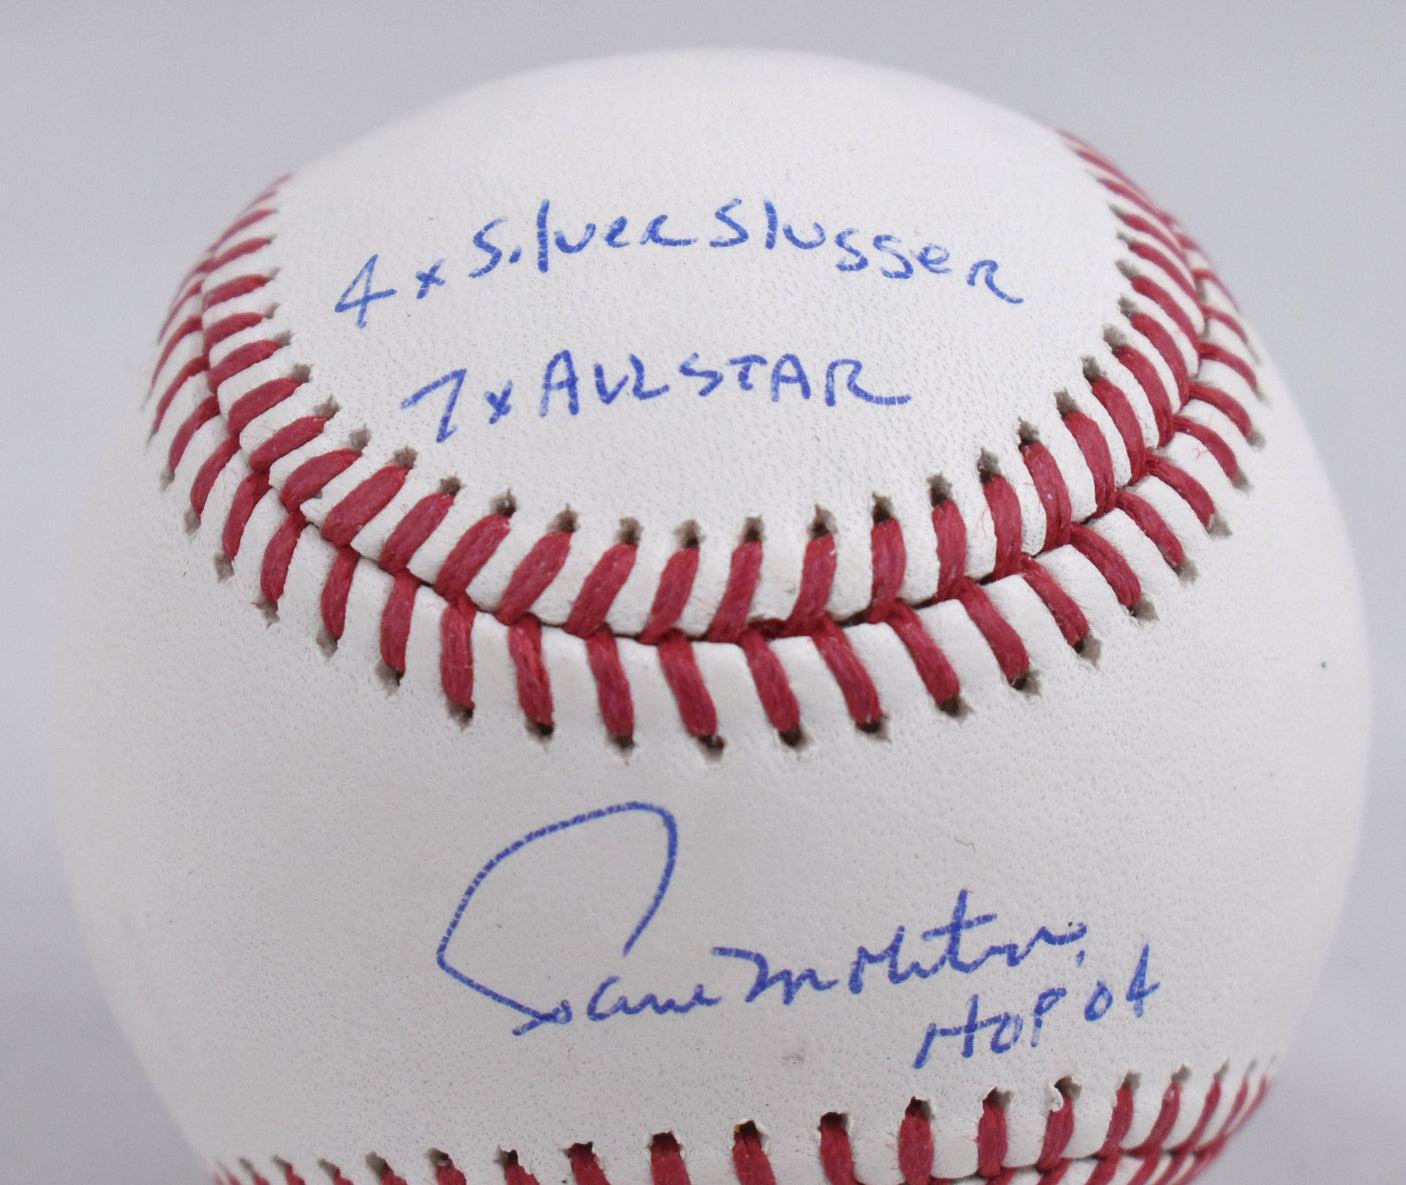 4x Silver Slugger
7x ALLSTAR
Paul Molitor
HOF 04